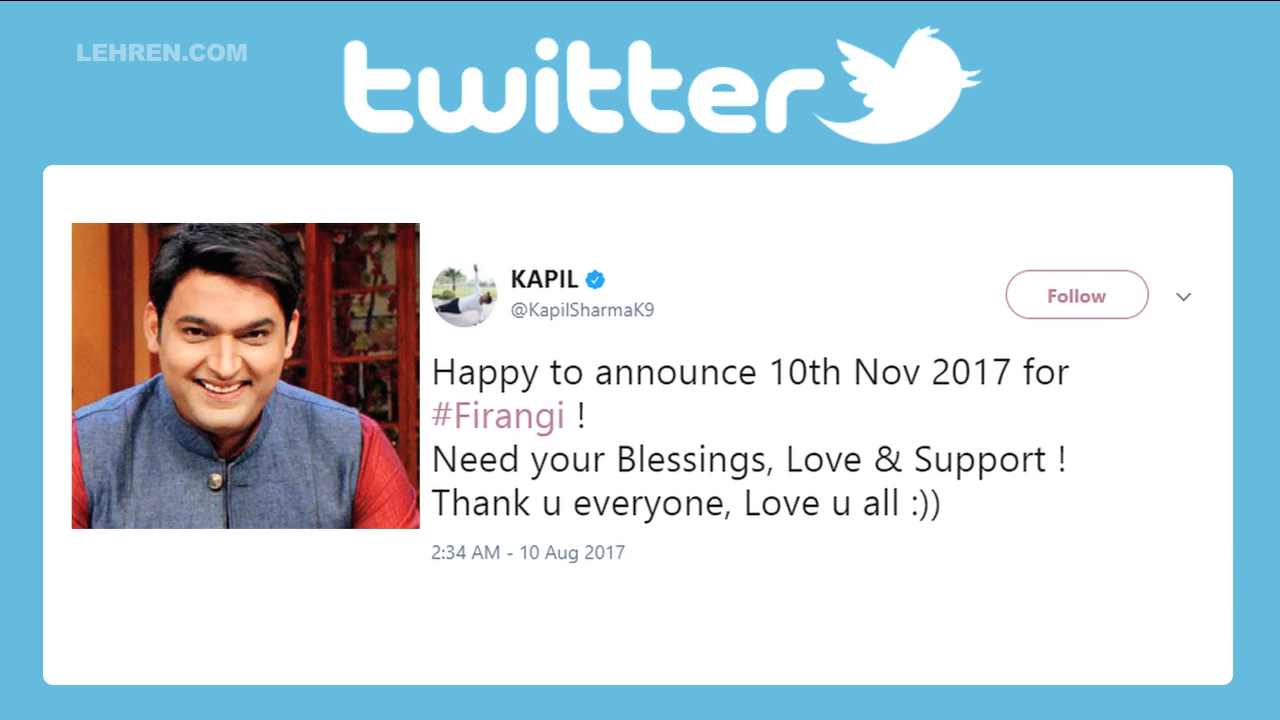 LEHREN.COM
twitter
KAPIL
@KapilSharmaK9
Follow
Happy to announce 10th Nov 2017 for
#Firangi !
Need your Blessings, Love & Support !
Thank u everyone, Love u all :))
2:34 AM - 10 Aug 2017